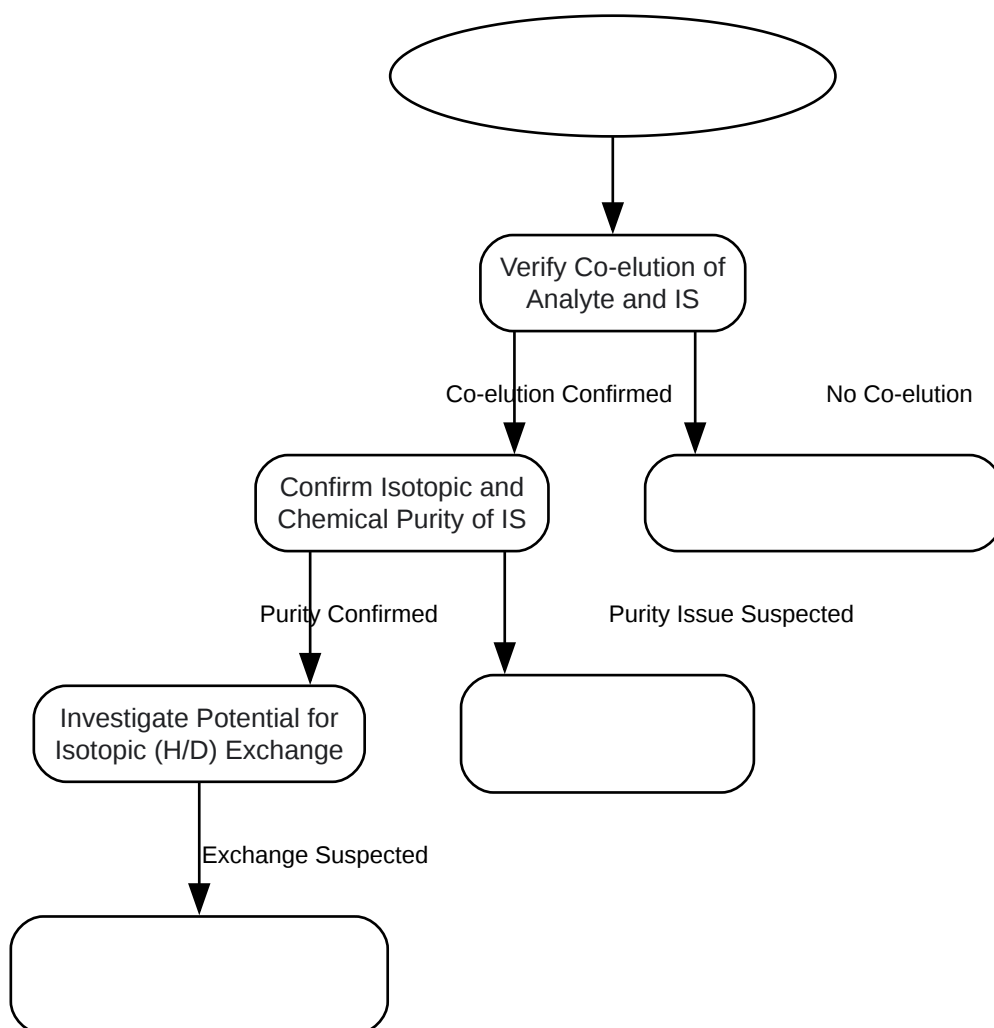 Verify Co-elution of
Analyte and IS
Co-elution Confirmed
No Co-elution
Confirm Isotopic and
Chemical Purity of IS
Purity Confirmed
Purity Issue Suspected
Investigate Potential for
Isotopic (H/D) Exchange
Exchange Suspected